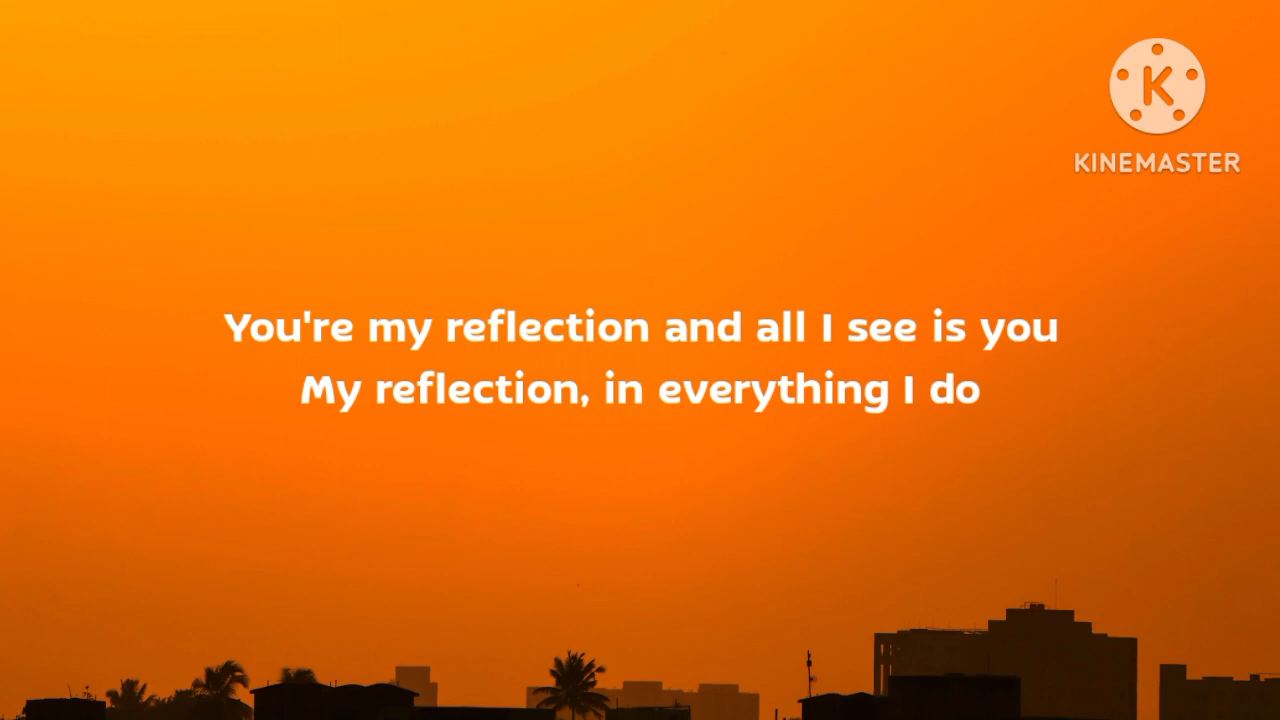 K
KINEMASTER
You're my reflection and all I see is you
My reflection, in everything I do